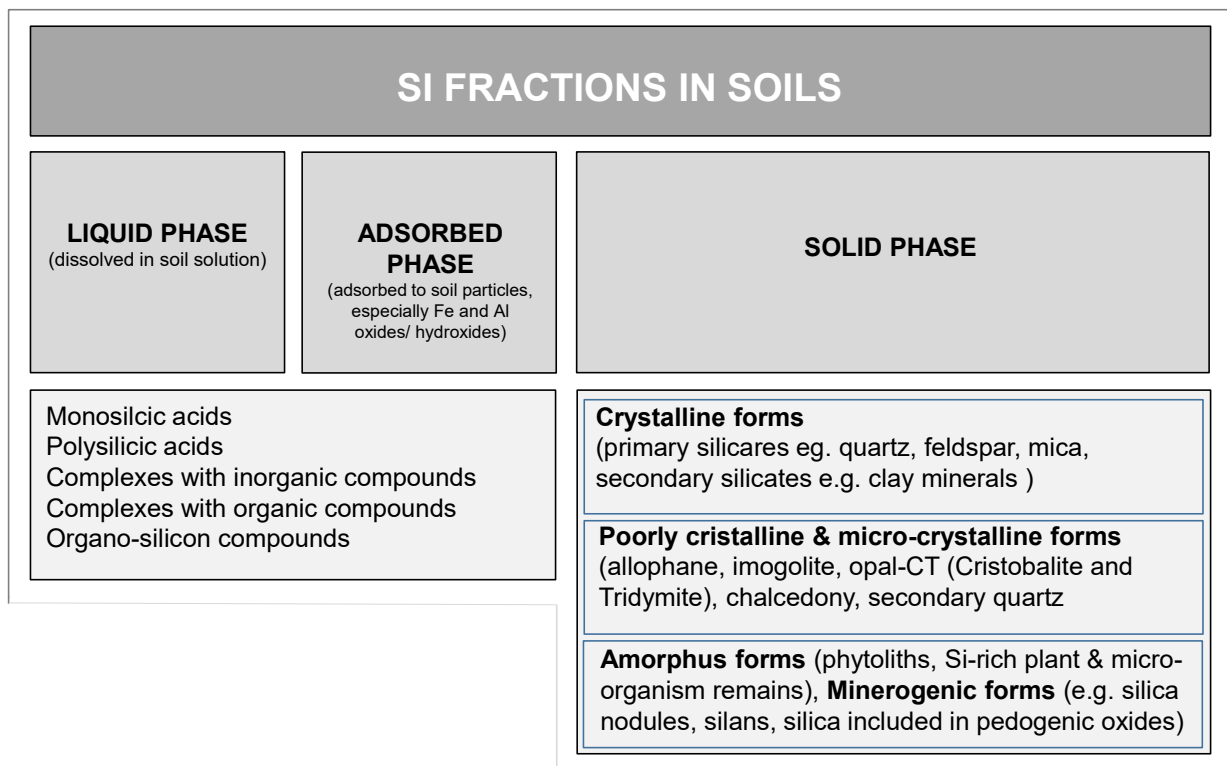 SI FRACTIONS IN SOILS
LIQUID PHASE
(dissolved in soil solution)
ADSORBED
PHASE
(adsorbed to soil particles,
especially Fe and Al
oxides/ hydroxides)
SOLID PHASE
Monosilcic acids
Polysilicic acids
Complexes with inorganic compounds
Complexes with organic compounds
Organo-silicon compounds
Crystalline forms
(primary silicares eg. quartz, feldspar, mica,
secondary silicates e.g. clay minerals )
Poorly cristalline & micro-crystalline forms
(allophane, imogolite, opal-CT (Cristobalite and
Tridymite), chalcedony, secondary quartz
Amorphus forms (phytoliths, Si-rich plant & micro-
organism remains), Minerogenic forms (e.g. silica
nodules, silans, silica included in pedogenic oxides)